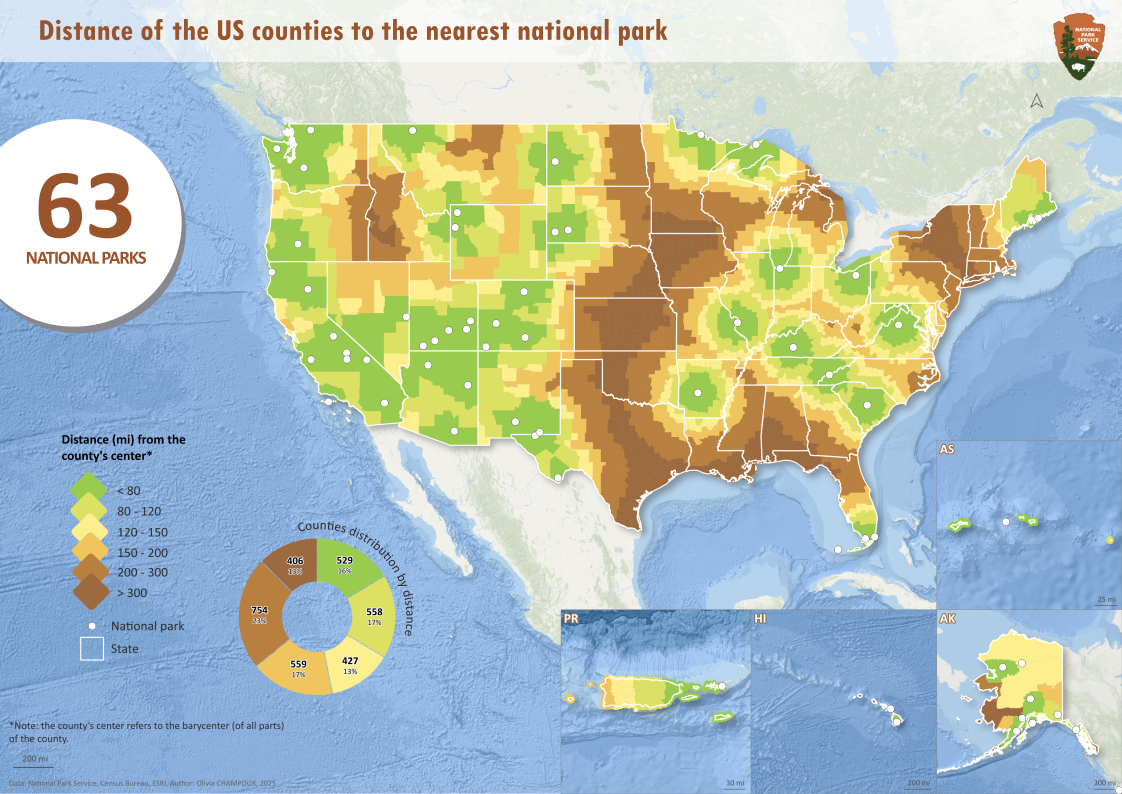 Distance of the US counties to the nearest national park
NATIONAL
PARK
SERVICE
63
NATIONAL PARKS
Distance (mi) from the
county's center*
< 80
80 - 120
120 - 150
150 - 200
200 - 300
> 300
National park
State
Counties distribution by distance
529
16%
558
17%
427
13%
559
17%
754
23%
406
13%
*Note: the county's center refers to the barycenter (of all parts)
of the county.
200 mi
Data: National Park Service, Census Bureau, ESRI. Author: Olivia CHAMPOUX, 2025
AS
25 mi
PR
30 mi
HI
200 mi
AK
300 mi